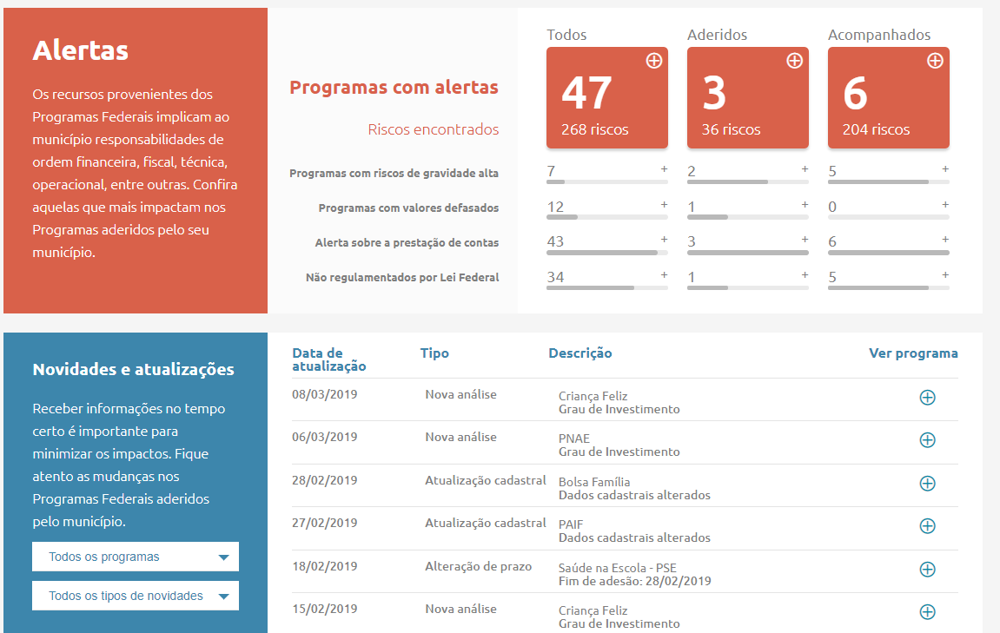 Alertas
Os recursos provenientes dos
Programas Federais implicam ao
município responsabilidades de
ordem financeira, fiscal, técnica,
operacional, entre outras. Confira
aquelas que mais impactam nos
Programas aderidos pelo seu
município.
Todos Aderidos Acompanhados
Programas com alertas 47 3 6
Riscos encontrados 268 riscos 36 riscos 204 riscos
Programas com riscos de gravidade alta 7 + 2 + 5 +
Programas com valores defasados 12 + 1 + 0 +
Alerta sobre a prestação de contas 43 + 3 + 6 +
Não regulamentados por Lei Federal 34 + 1 + 5 +
Novidades e atualizações
Receber informações no tempo
certo é importante para
minimizar os impactos. Fique
atento as mudanças nos
Programas Federais aderidos
pelo município.
Todos os programas
Todos os tipos de novidades
Data de
atualização Tipo Descrição Ver programa
08/03/2019 Nova análise Criança Feliz
Grau de Investimento
06/03/2019 Nova análise PNAE
Grau de Investimento
28/02/2019 Atualização cadastral Bolsa Família
Dados cadastrais alterados
27/02/2019 Atualização cadastral PAIF
Dados cadastrais alterados
18/02/2019 Alteração de prazo Saúde na Escola - PSE
Fim de adesão: 28/02/2019
15/02/2019 Nova análise Criança Feliz
Grau de Investimento